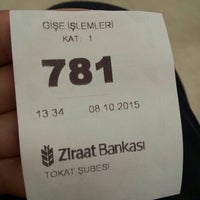 GİŞE İŞLEMLERİ
KAT: 1
781
13:34 08.10.2015
Ziraat Bankası
TOKAT ŞUBESİ